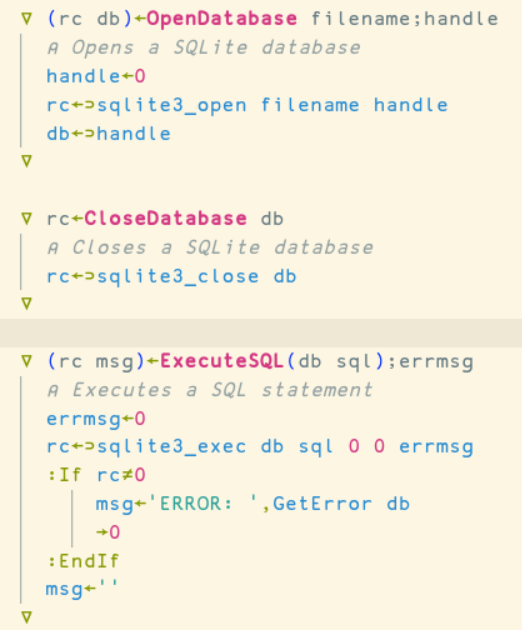 ∇ (rc db)←OpenDatabase filename;handle
⍝ Opens a SQLite database
handle←0
rc←⊃sqlite3_open filename handle
db←⊃handle
∇
∇ rc←CloseDatabase db
⍝ Closes a SQLite database
rc←⊃sqlite3_close db
∇
∇ (rc msg)←ExecuteSQL(db sql);errmsg
⍝ Executes a SQL statement
errmsg←0
rc←⊃sqlite3_exec db sql 0 0 errmsg
:If rc≠0
msg←'ERROR: ',GetError db
→0
:EndIf
msg←''
∇